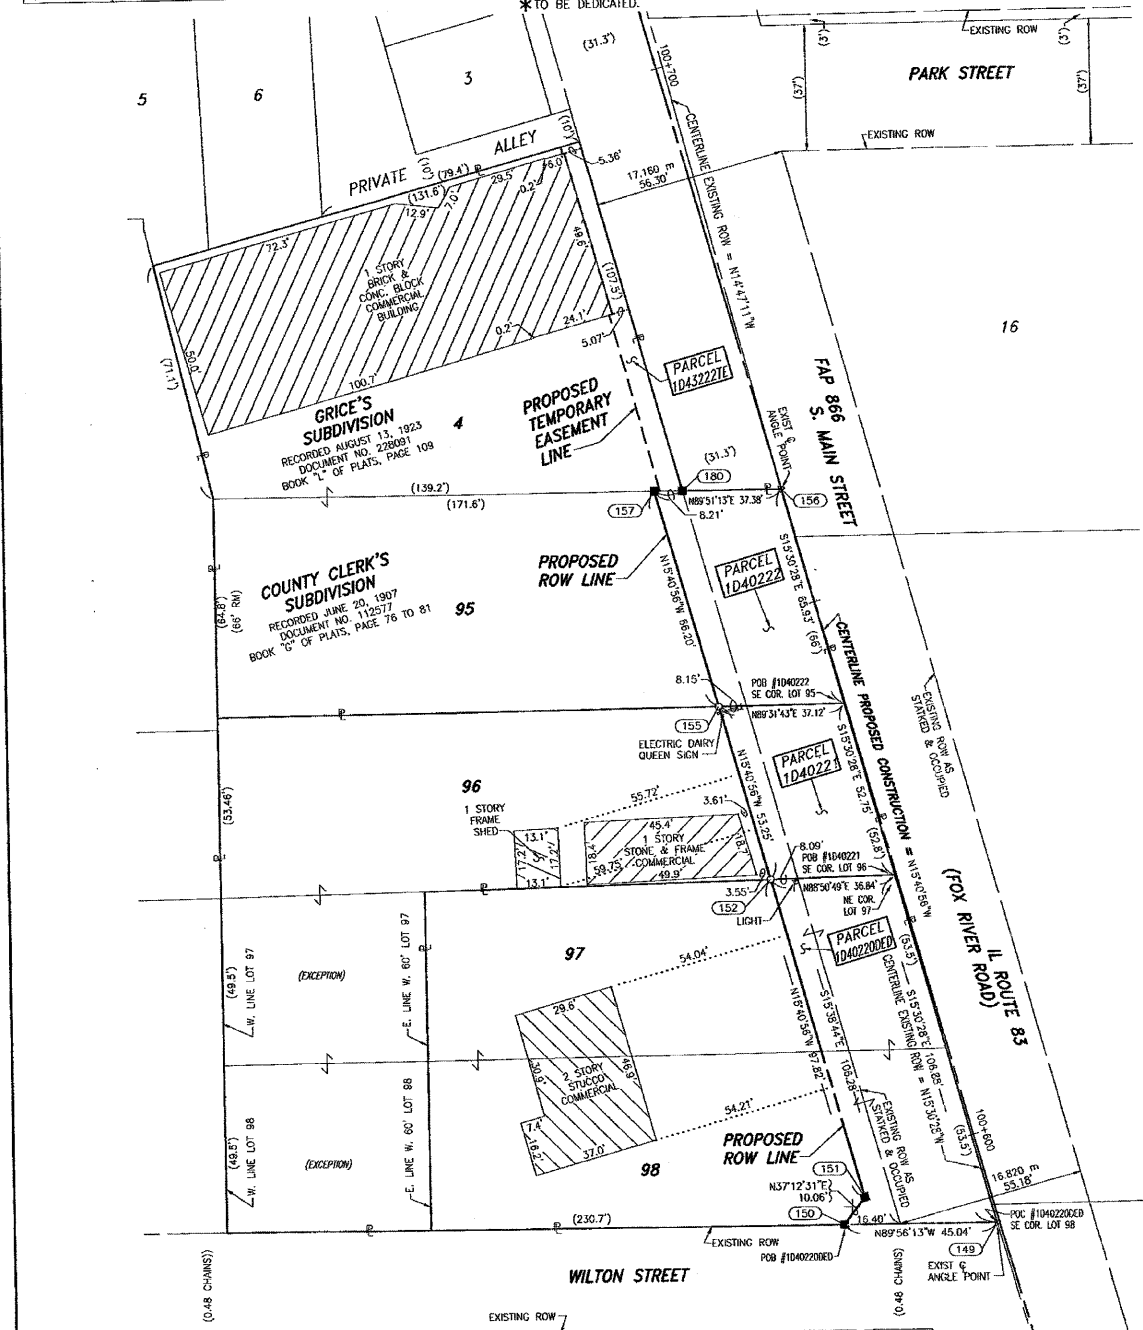 *TO BE DEDICATED.
(31.3')
100+700
EXISTING ROW
(3')
(3')
PARK STREET
(37')
(37')
EXISTING ROW
5
6
3
PRIVATE ALLEY
(10')
(10')
(79.4')
(131.6')
29.5'
0.2'
6.0'
5.36'
12.9'
7.0'
72.3'
17.160
56.30'
CENTERLINE EXISTING ROW = N14°47'11"W
49.6'
(107.5')
1 STORY
BRICK &
CONC. BLOCK
COMMERCIAL
BUILDING
0.2'
24.1'
5.07'
50.0'
(71.1')
100.7'
16
PARCEL
1D43222TE
GRICE'S
SUBDIVISION
RECORDED AUGUST 13, 1923
DOCUMENT NO. 228091
BOOK "L" OF PLATS, PAGE 109
4
PROPOSED
TEMPORARY
EASEMENT
LINE
FAP 866
S. MAIN STREET
EXIST ℄
ANGLE POINT
(31.3')
180
(139.2')
(171.6')
157
N89°51'13"E 37.38'
8.21'
156
COUNTY CLERK'S
SUBDIVISION
RECORDED JUNE 20, 1907
DOCUMENT NO. 112577
BOOK "G" OF PLATS, PAGE 76 TO 81
95
(64.8')
(66' RM)
PROPOSED
ROW LINE
PARCEL
1D40222
N15°40'56"W 66.20'
S15°30'28"E 65.93' (66')
CENTERLINE PROPOSED CONSTRUCTION = N15°40'56"W
8.15'
POB #1D40222
SE COR. LOT 95
N89°31'43"E 37.12'
155
ELECTRIC DAIRY
QUEEN SIGN
EXISTING ROW AS
STATKED & OCCUPIED
96
PARCEL
1D40221
N15°40'56"W 53.25'
S15°30'28"E 52.75' (52.8')
(53.46')
1 STORY
FRAME
SHED
55.72'
3.61'
13.1'
17.2'
17.2'
13.1'
45.4'
1 STORY
STONE & FRAME
COMMERCIAL
18.4'
18.7'
59.75'
49.9'
8.09'
POB #1D40221
SE COR. LOT 96
N88°50'49"E 36.84'
3.55'
152
LIGHT
NE COR.
LOT 97
PARCEL
1D40220DED
IL ROUTE 83
(FOX RIVER ROAD)
97
(EXCEPTION)
(49.5')
W. LINE LOT 97
E. LINE W. 60' LOT 97
54.04'
29.6'
30.9'
46.9'
2 STORY
STUCCO
COMMERCIAL
7.4'
16.2'
37.0'
54.21'
N15°40'56"W 97.82'
S15°38'44"E 106.28'
(53.5')
S15°30'28"E 106.88'
CENTERLINE EXISTING ROW = N15°30'28"W
(53.5')
100+600
EXISTING ROW AS
STATKED & OCCUPIED
98
(EXCEPTION)
(49.5')
W. LINE LOT 98
E. LINE W. 60' LOT 98
PROPOSED
ROW LINE
151
N37°12'31"E
10.06'
150
16.820
55.18'
POC #1D40220DED
SE COR. LOT 98
(230.7')
16.40'
N89°56'13"W 45.04'
EXISTING ROW
POB #1D40220DED
149
EXIST ℄
ANGLE POINT
(0.48 CHAINS)
(0.48 CHAINS)
WILTON STREET
EXISTING ROW